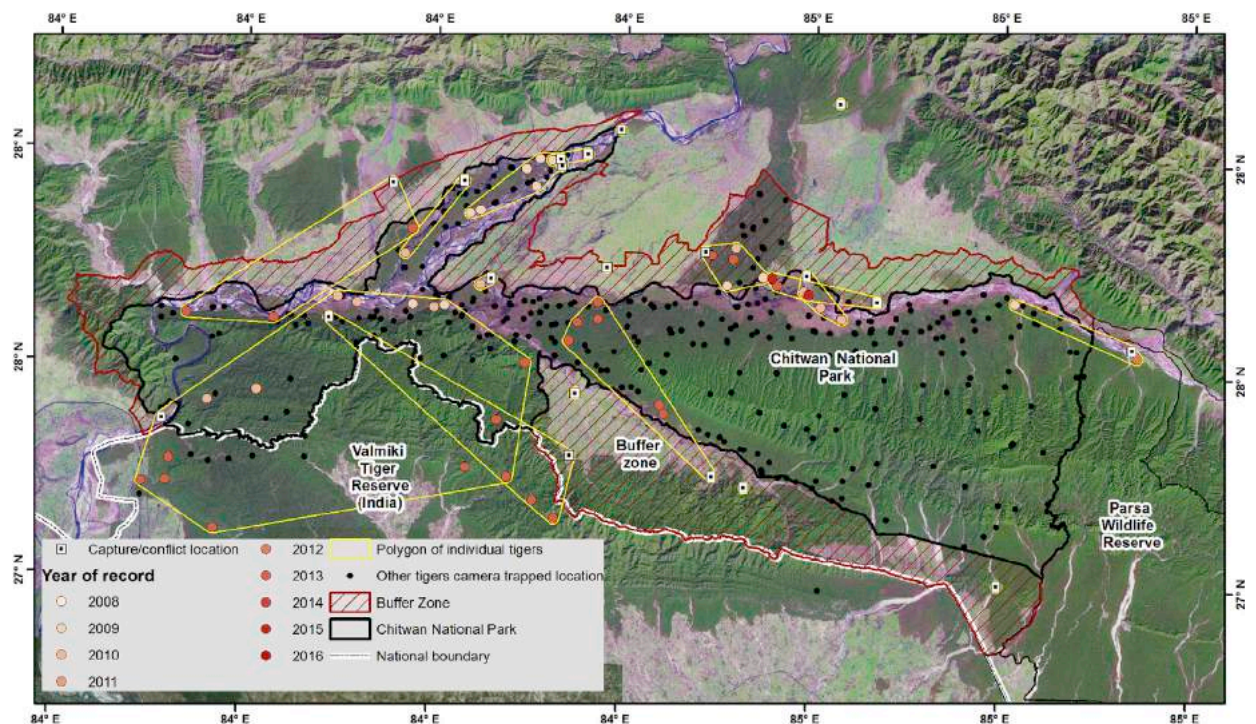 84° E 84° E 84° E 84° E 85° E 85° E 85° E
28° N 28° N
28° N 28° N
27° N 27° N
Chitwan National
Park
Buffer
zone
Valmiki
Tiger
Reserve
(India)
Parsa
Wildlife
Reserve
Capture/conflict location
Year of record
2008
2009
2010
2011
2012
2013
2014
2015
2016
Polygon of individual tigers
Other tigers camera trapped location
Buffer Zone
Chitwan National Park
National boundary
84° E 84° E 84° E 84° E 85° E 85° E 85° E